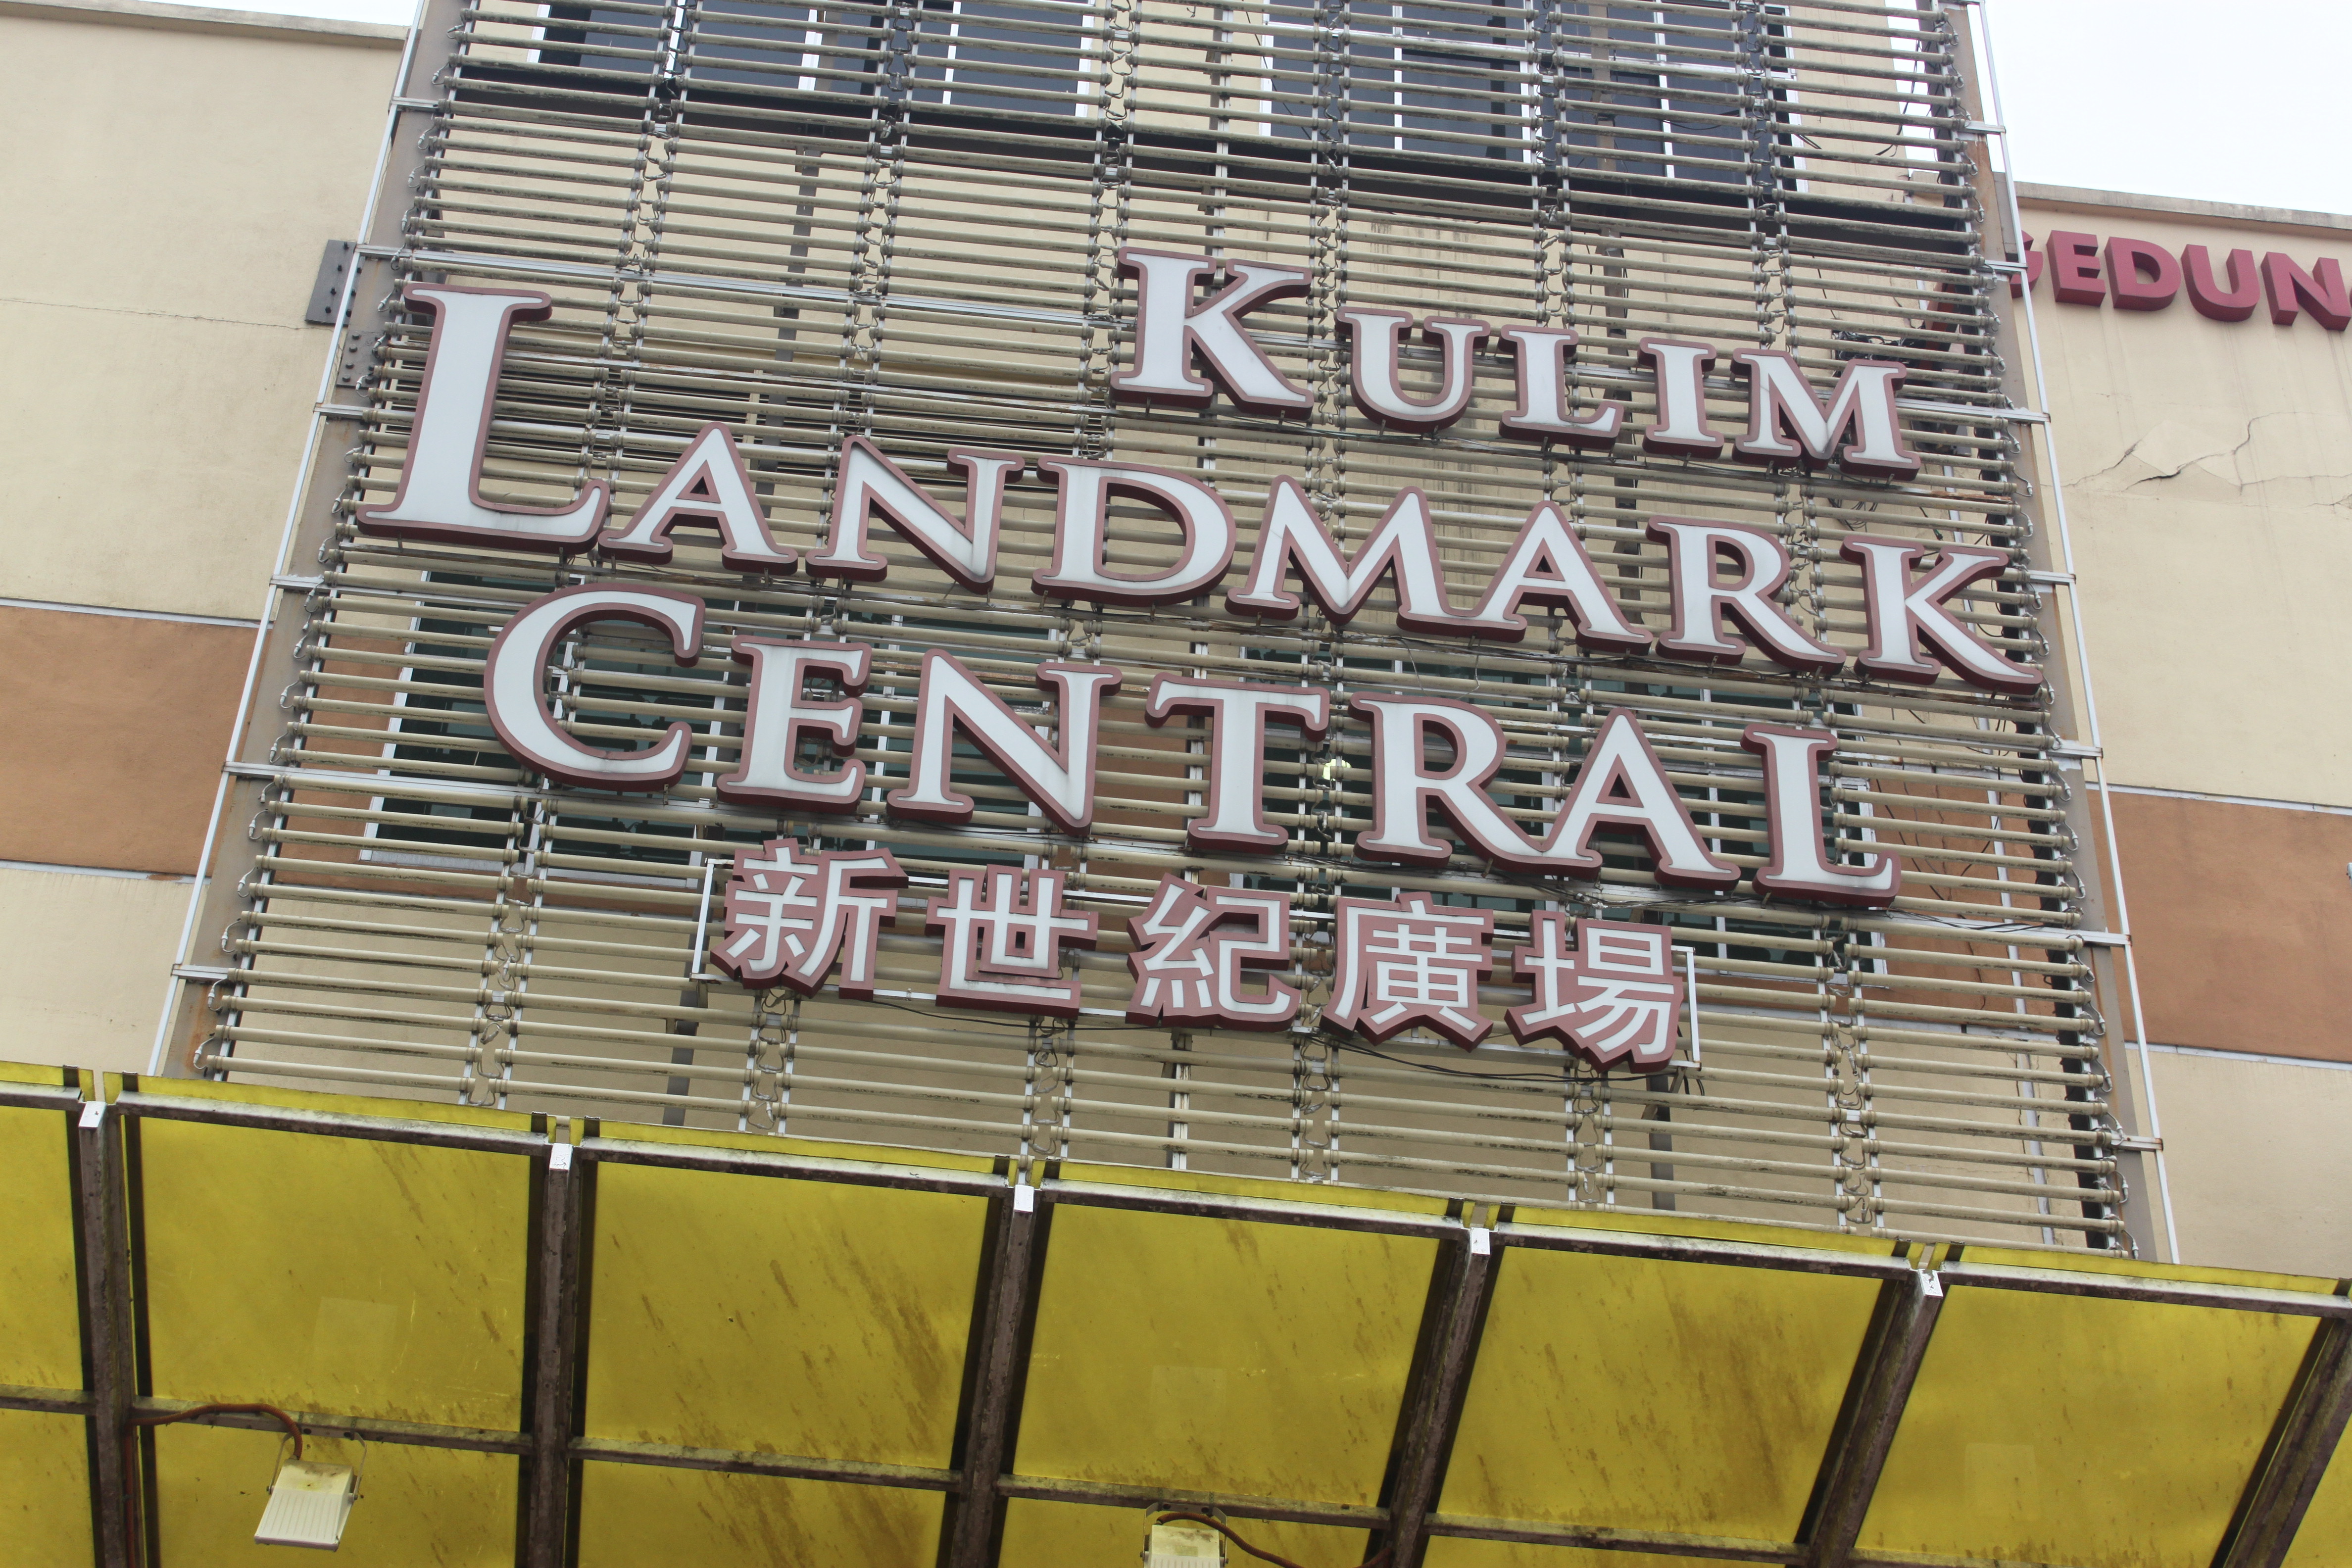 KULIM
LANDMARK
CENTRAL
新世紀廣場
GEDUN